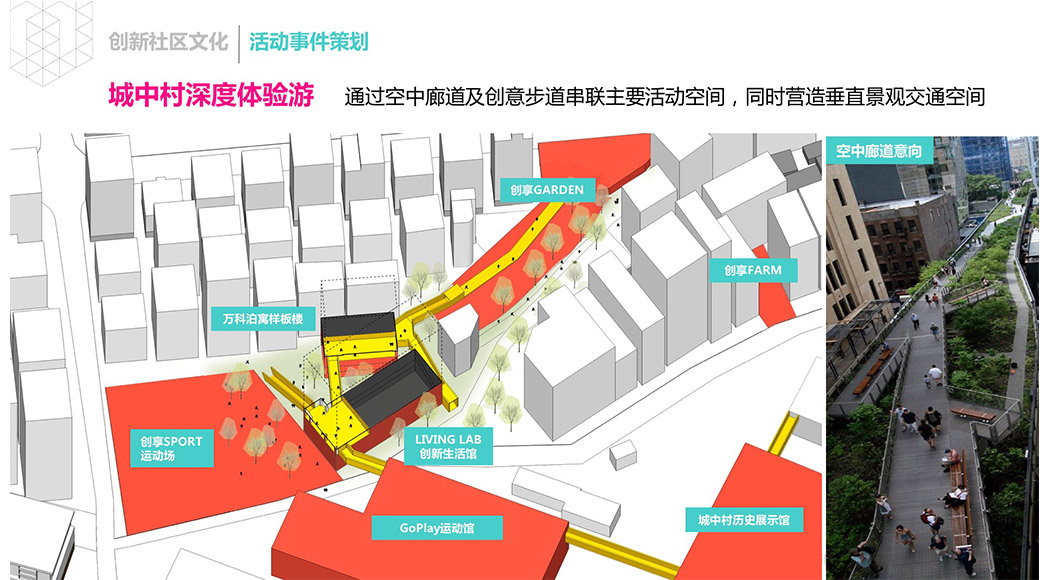 创新社区文化 活动事件策划
城中村深度体验游 通过空中廊道及创意步道串联主要活动空间，同时营造垂直景观交通空间
空中廊道意向
创享GARDEN
创享FARM
万科泊寓样板楼
创享SPORT
运动场
LIVING LAB
创新生活馆
GoPlay运动馆
城中村历史展示馆